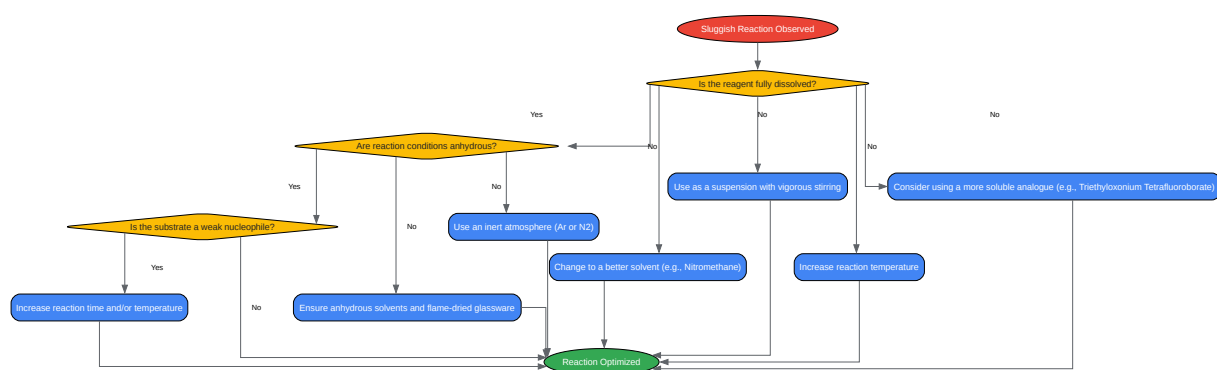 Sluggish Reaction Observed
Is the reagent fully dissolved?
Yes
No
No
Are reaction conditions anhydrous?
No
No
Yes
No
Use as a suspension with vigorous stirring
Consider using a more soluble analogue (e.g., Triethyloxonium Tetrafluoroborate)
Is the substrate a weak nucleophile?
No
Use an inert atmosphere (Ar or N2)
Yes
Change to a better solvent (e.g., Nitromethane)
Increase reaction temperature
Increase reaction time and/or temperature
No
Ensure anhydrous solvents and flame-dried glassware
Reaction Optimized